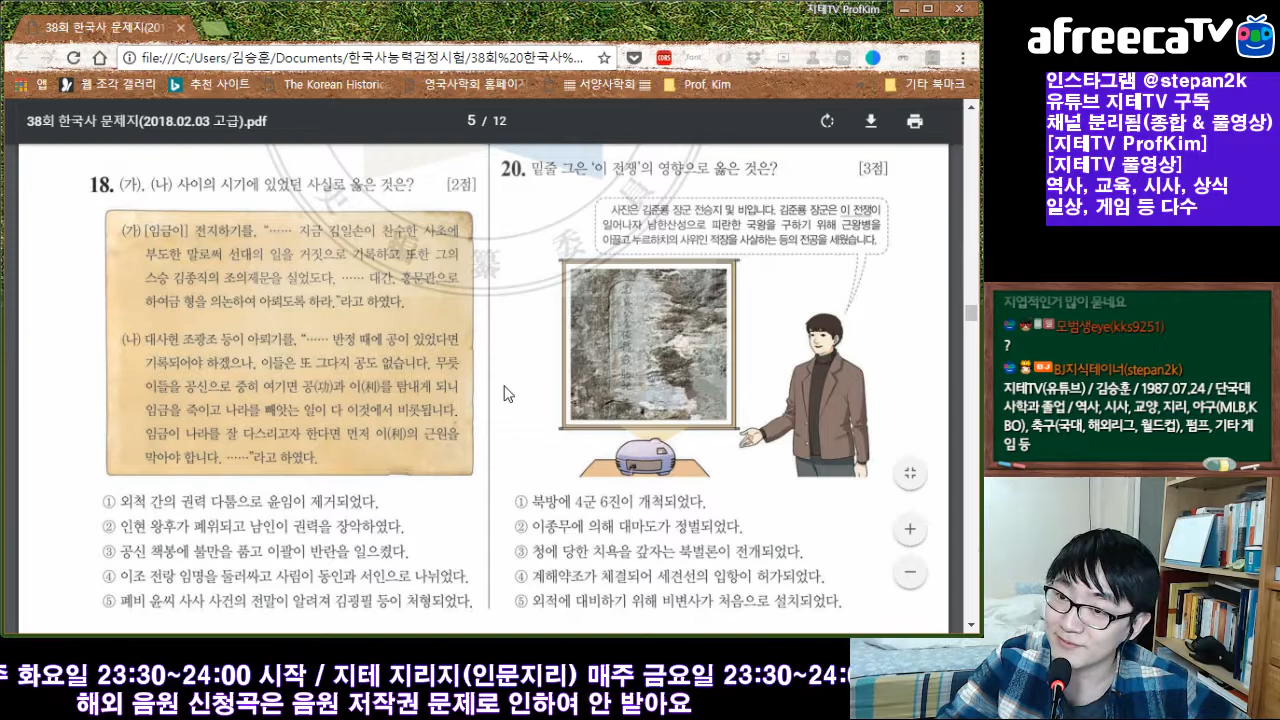 지테TV ProfKim
38회 한국사 문제지(201
file:///C:/Users/김승훈/Documents/한국사능력검정시험/38회%20한국사%...
앱 웹 조각 갤러리 추천 사이트 The Korean Historic 영국사학회 홈페이지 서양사학회 Prof. Kim 기타 북마크
38회 한국사 문제지(2018.02.03 고급).pdf
5 / 12
18. (가), (나) 사이의 시기에 있었던 사실로 옳은 것은? [2점]
(가) [임금이] 전지하기를, “…… 지금 김일손이 찬수한 사초에
부도한 말로써 선대의 일을 거짓으로 기록하고 또한 그의
스승 김종직의 조의제문을 실었도다. …… 대간, 홍문관으로
하여금 형을 의논하여 아뢰도록 하라.”라고 하였다.
(나) 대사헌 조광조 등이 아뢰기를, “…… 반정 때에 공이 있었다면
기록되어야 하겠으나, 이들은 또 그다지 공도 없습니다. 무릇
이들을 공신으로 중히 여기면 공(功)과 이(利)를 탐내게 되니
임금을 죽이고 나라를 빼앗는 일이 다 이것에서 비롯됩니다.
임금이 나라를 잘 다스리고자 한다면 먼저 이(利)의 근원을
막아야 합니다. ……”라고 하였다.
① 외척 간의 권력 다툼으로 윤임이 제거되었다.
② 인현 왕후가 폐위되고 남인이 권력을 장악하였다.
③ 공신 책봉에 불만을 품고 이괄이 반란을 일으켰다.
④ 이조 전랑 임명을 둘러싸고 사림이 동인과 서인으로 나뉘었다.
⑤ 폐비 윤씨 사사 사건의 전말이 알려져 김굉필 등이 처형되었다.
20. 밑줄 그은 ‘이 전쟁’의 영향으로 옳은 것은? [3점]
사진은 김준룡 장군 전승지 및 비입니다. 김준룡 장군은 이 전쟁이
일어나자 남한산성으로 피란한 국왕을 구하기 위해 근왕병을
이끌고 누르하치의 사위인 적장을 사살하는 등의 전공을 세웠습니다.
① 북방에 4군 6진이 개척되었다.
② 이종무에 의해 대마도가 정벌되었다.
③ 청에 당한 치욕을 갚자는 북벌론이 전개되었다.
④ 계해약조가 체결되어 세견선의 입항이 허가되었다.
⑤ 외적에 대비하기 위해 비변사가 처음으로 설치되었다.
afreecaTV
인스타그램 @stepan2k
유튜브 지테TV 구독
채널 분리됨(종합 & 풀영상)
[지테TV ProfKim]
[지테TV 풀영상]
역사, 교육, 시사, 상식
일상, 게임 등 다수
지엽적인거 많이 묻네요
모범생eye(kks9251)
?
BJ지식테이너(stepan2k)
지테TV(유튜브) / 김승훈 / 1987.07.24 / 단국대
사학과 졸업 / 역사, 시사, 교양, 지리, 야구(MLB,K
BO), 축구(국대, 해외리그, 월드컵), 펌프, 기타 게
임 등
주 화요일 23:30~24:00 시작 / 지테 지리지(인문지리) 매주 금요일 23:30~24:0
해외 음원 신청곡은 음원 저작권 문제로 인하여 안 받아요